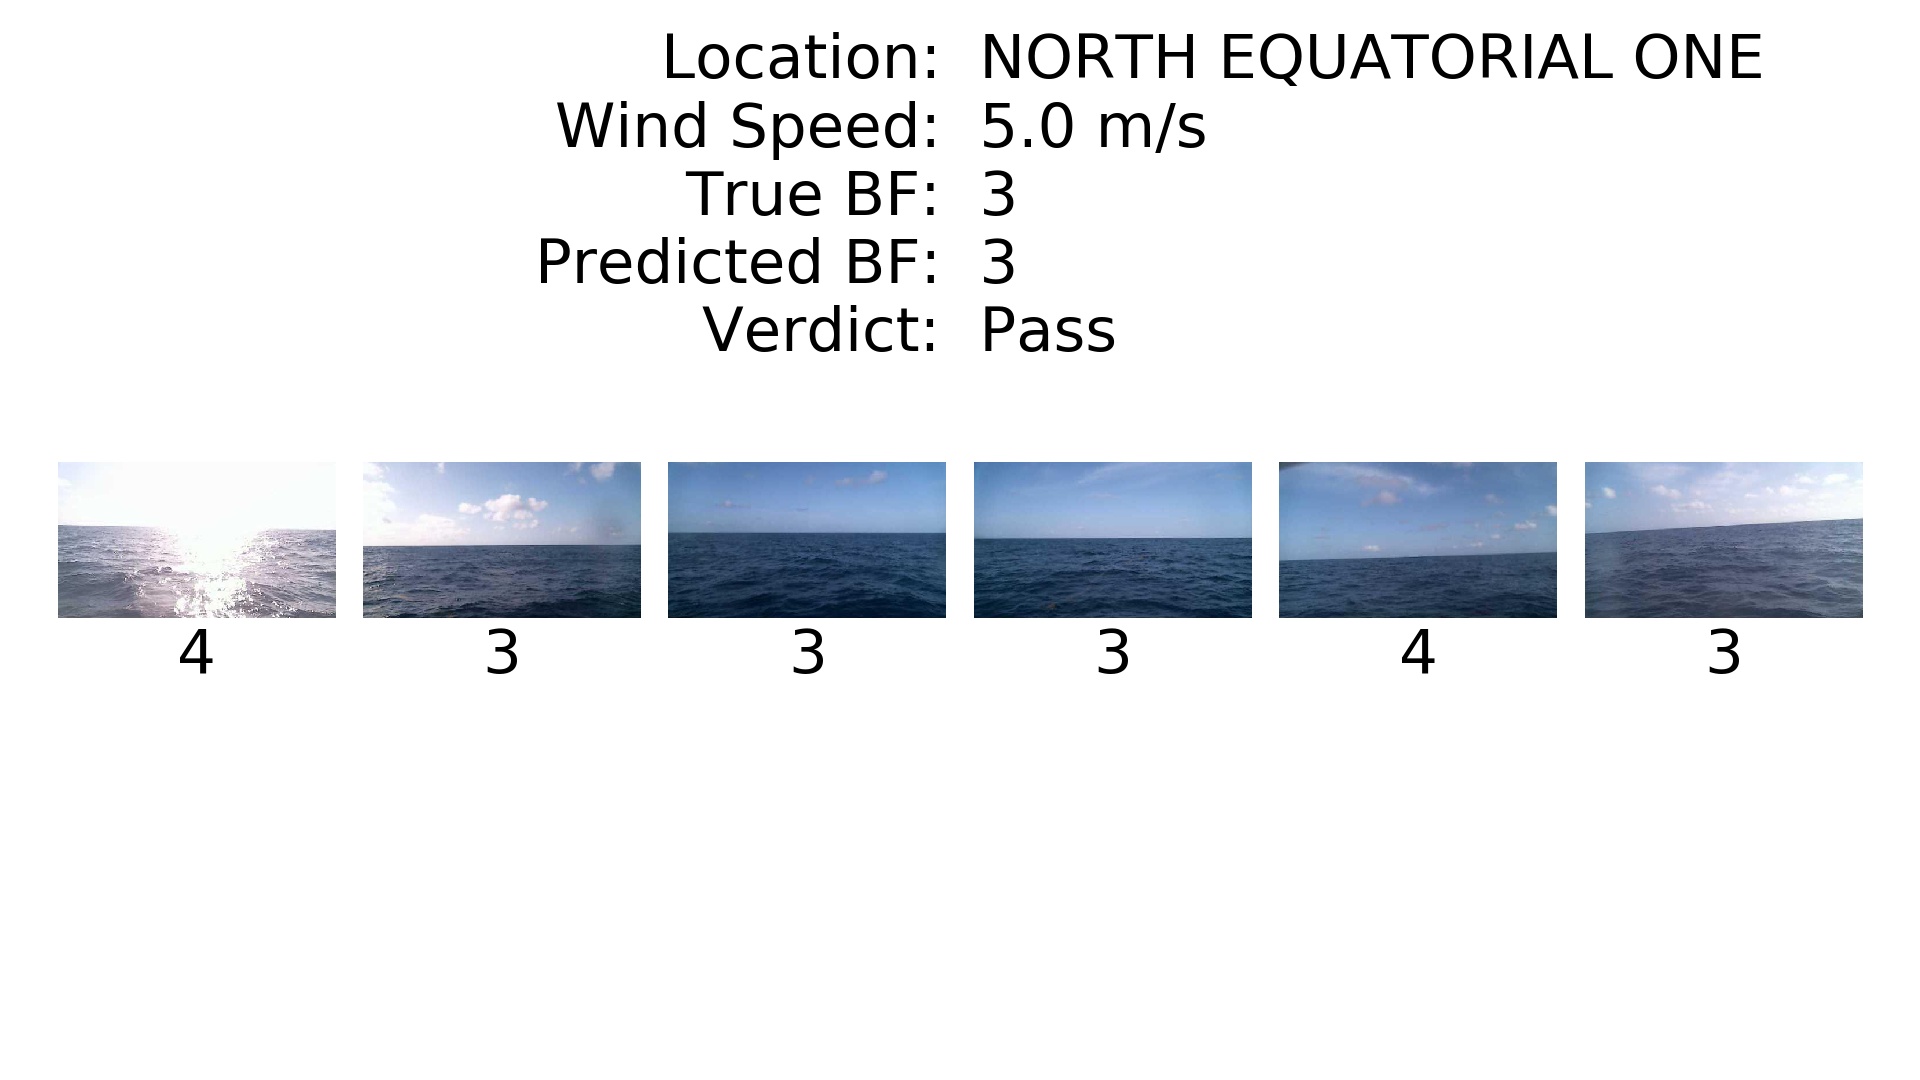 Location: NORTH EQUATORIAL ONE
Wind Speed: 5.0 m/s
True BF: 3
Predicted BF: 3
Verdict: Pass
4 3 3 3 4 3